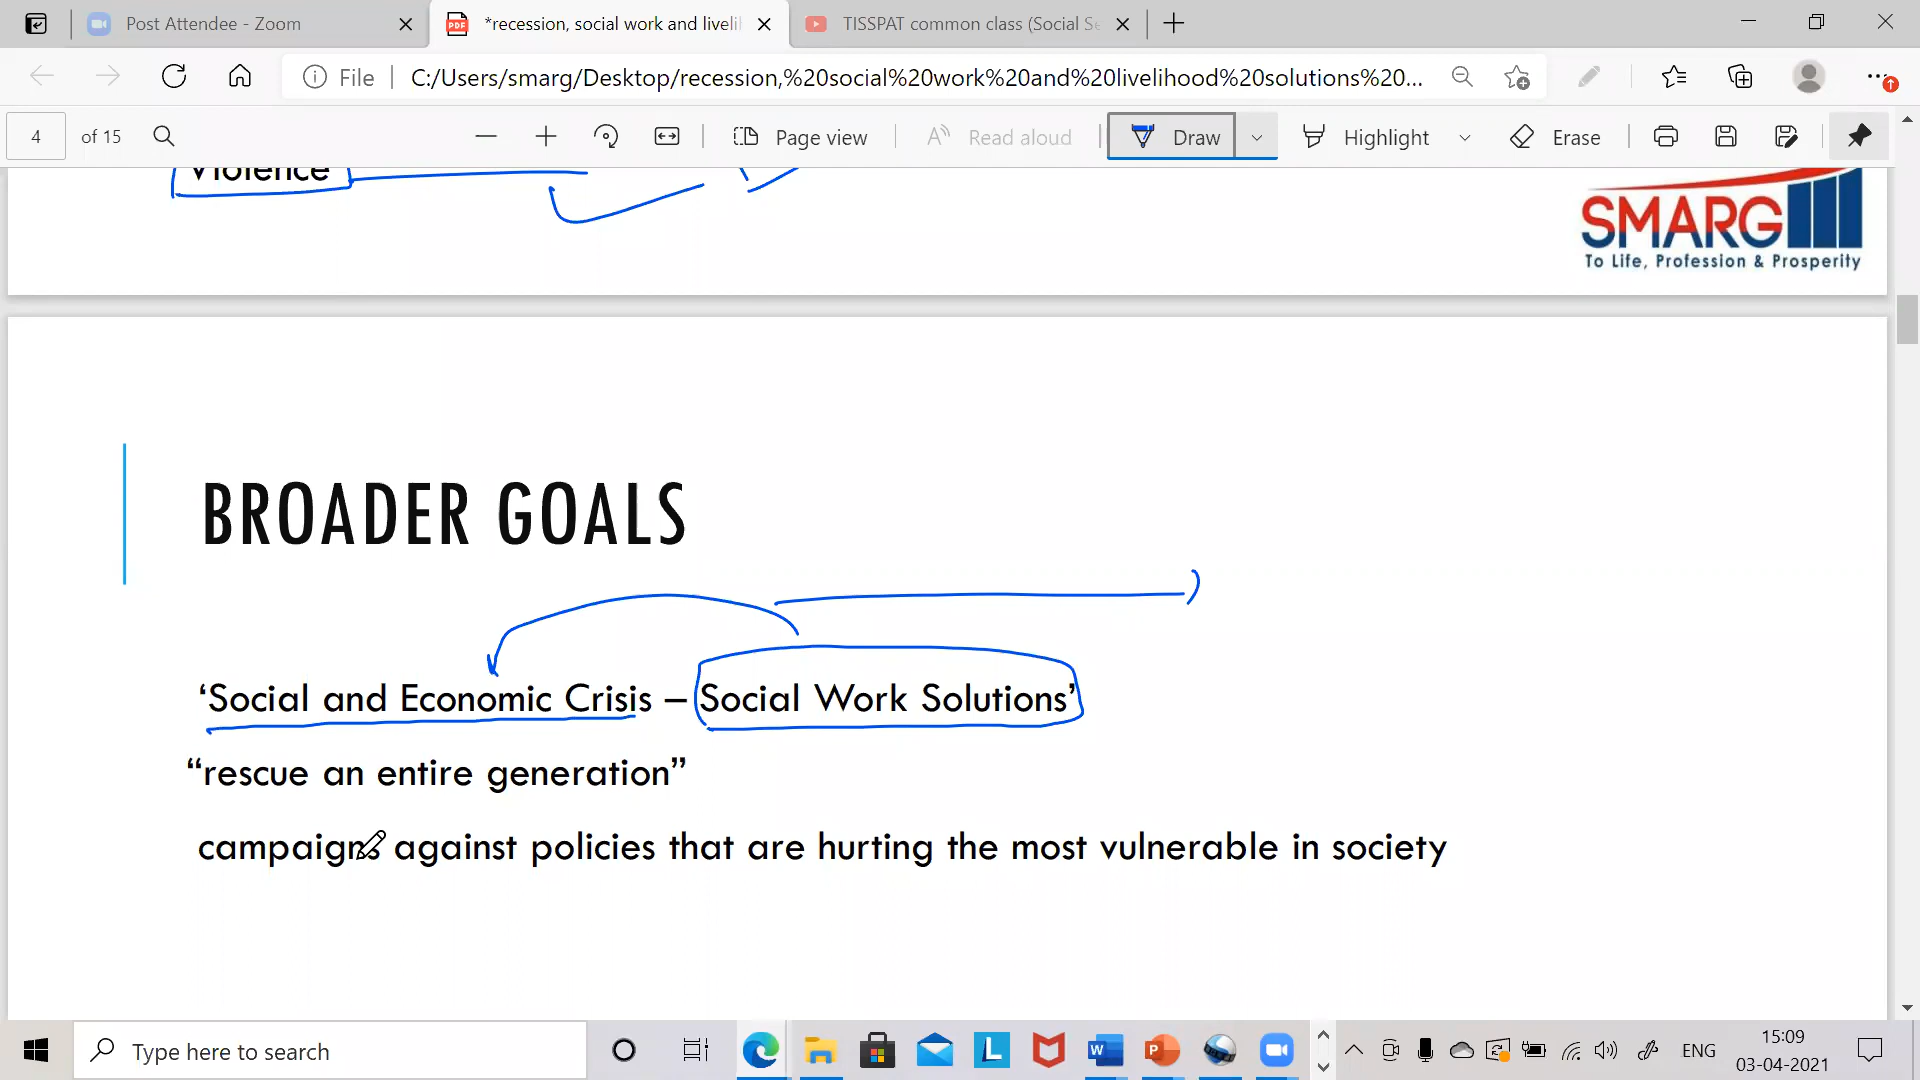 Post Attendee - Zoom
*recession, social work and liveli
TISSPAT common class (Social Se
File
C:/Users/smarg/Desktop/recession,%20social%20work%20and%20livelihood%20solutions%20...
4 of 15
Page view
Read aloud
Draw
Highlight
Erase
Violence
SMARG
To Life, Profession & Prosperity
BROADER GOALS
‘Social and Economic Crisis – Social Work Solutions’
“rescue an entire generation”
campaigns against policies that are hurting the most vulnerable in society
Type here to search
ENG
15:09
03-04-2021